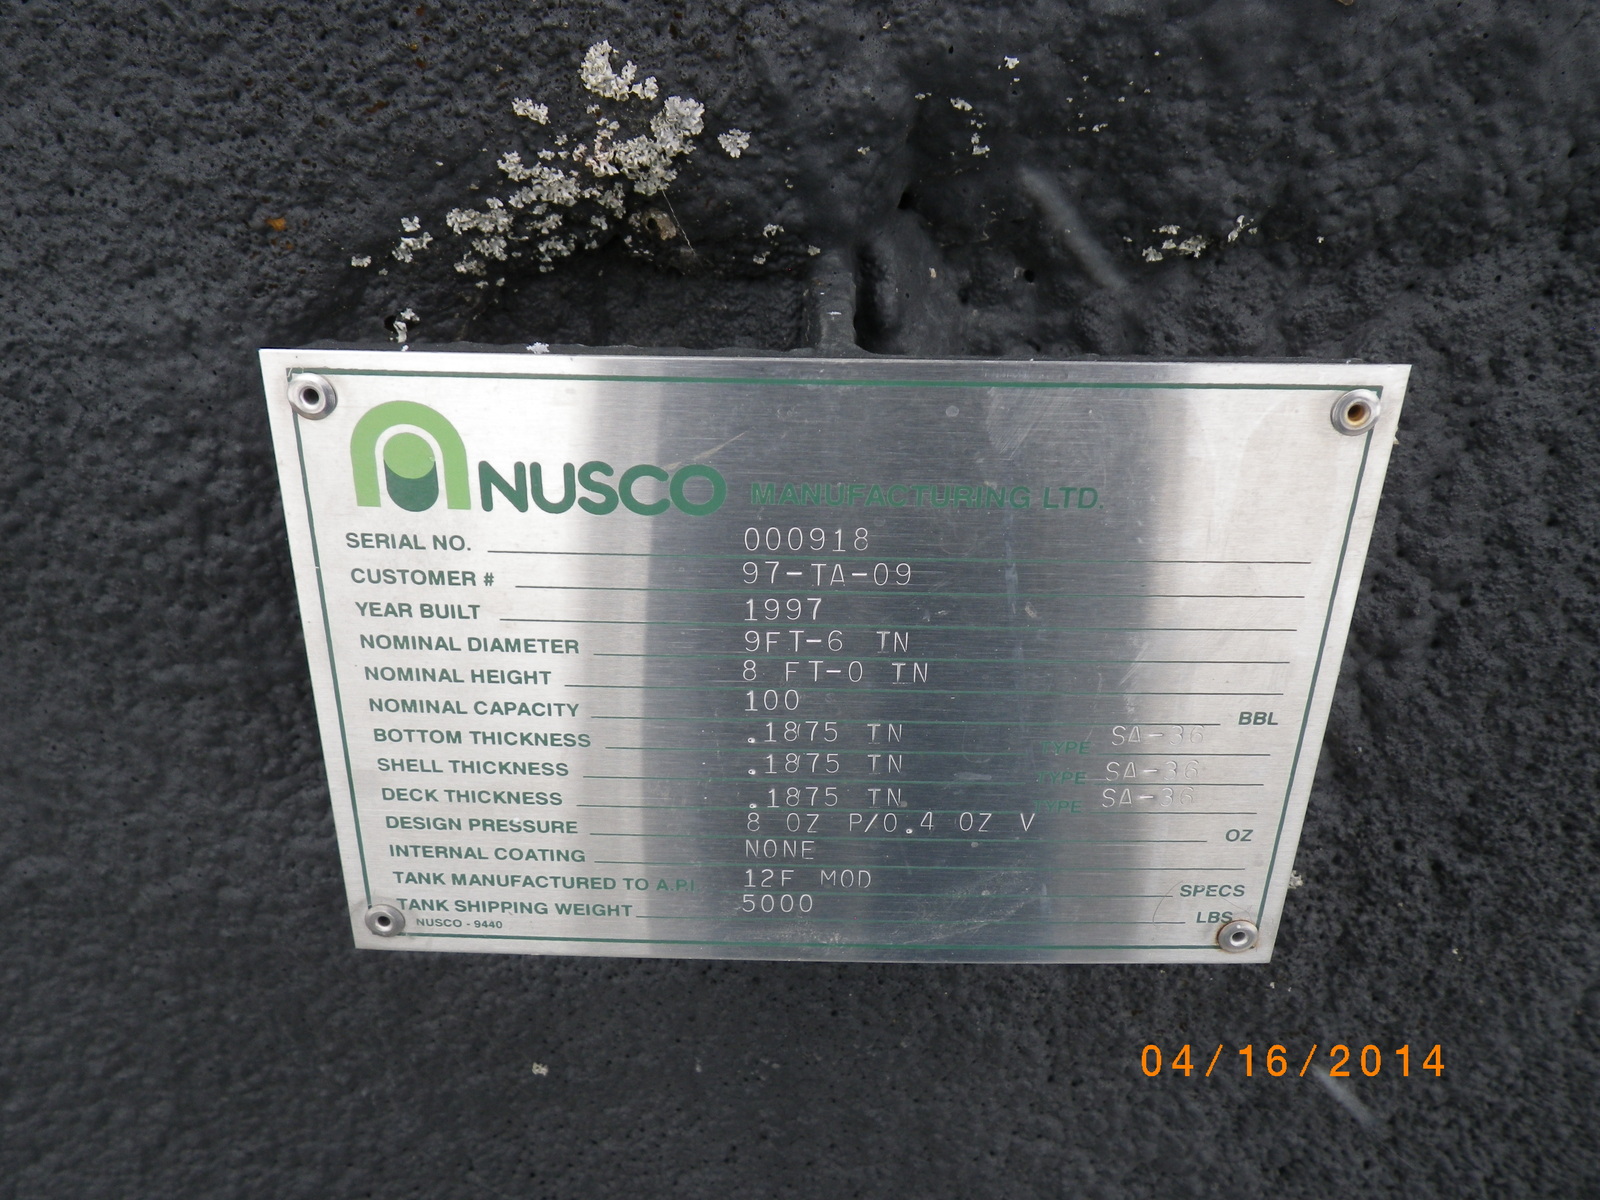 NUSCO MANUFACTURING LTD.
SERIAL NO. 000918
CUSTOMER # 97-TA-09
YEAR BUILT 1997
NOMINAL DIAMETER 9FT-6 IN
NOMINAL HEIGHT 8 FT-0 IN
NOMINAL CAPACITY 100 BBL
BOTTOM THICKNESS .1875 IN TYPE SA-36
SHELL THICKNESS .1875 IN TYPE SA-36
DECK THICKNESS .1875 IN TYPE SA-36
DESIGN PRESSURE 8 OZ P/0.4 OZ V OZ
INTERNAL COATING NONE
TANK MANUFACTURED TO A.P.I. 12F MOD SPECS
TANK SHIPPING WEIGHT 5000 LBS
NUSCO - 9440
04/16/2014